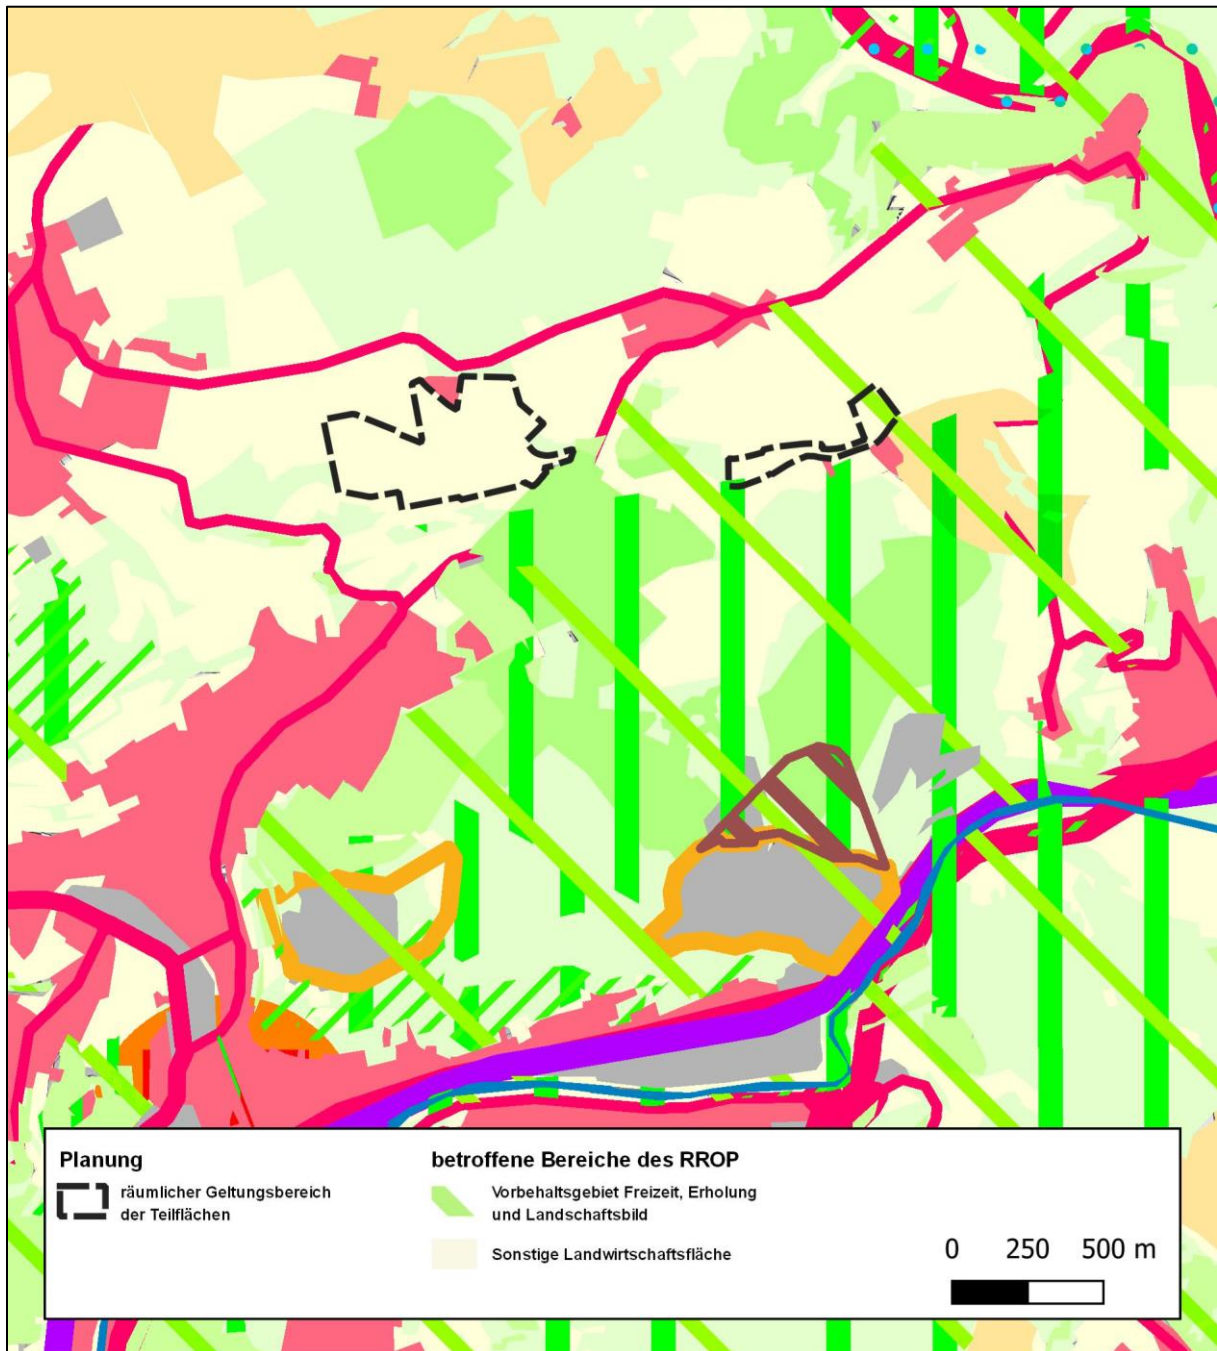 Planung
räumlicher Geltungsbereich
der Teilflächen
betroffene Bereiche des RROP
Vorbehaltsgebiet Freizeit, Erholung
und Landschaftsbild
Sonstige Landwirtschaftsfläche
0 250 500 m